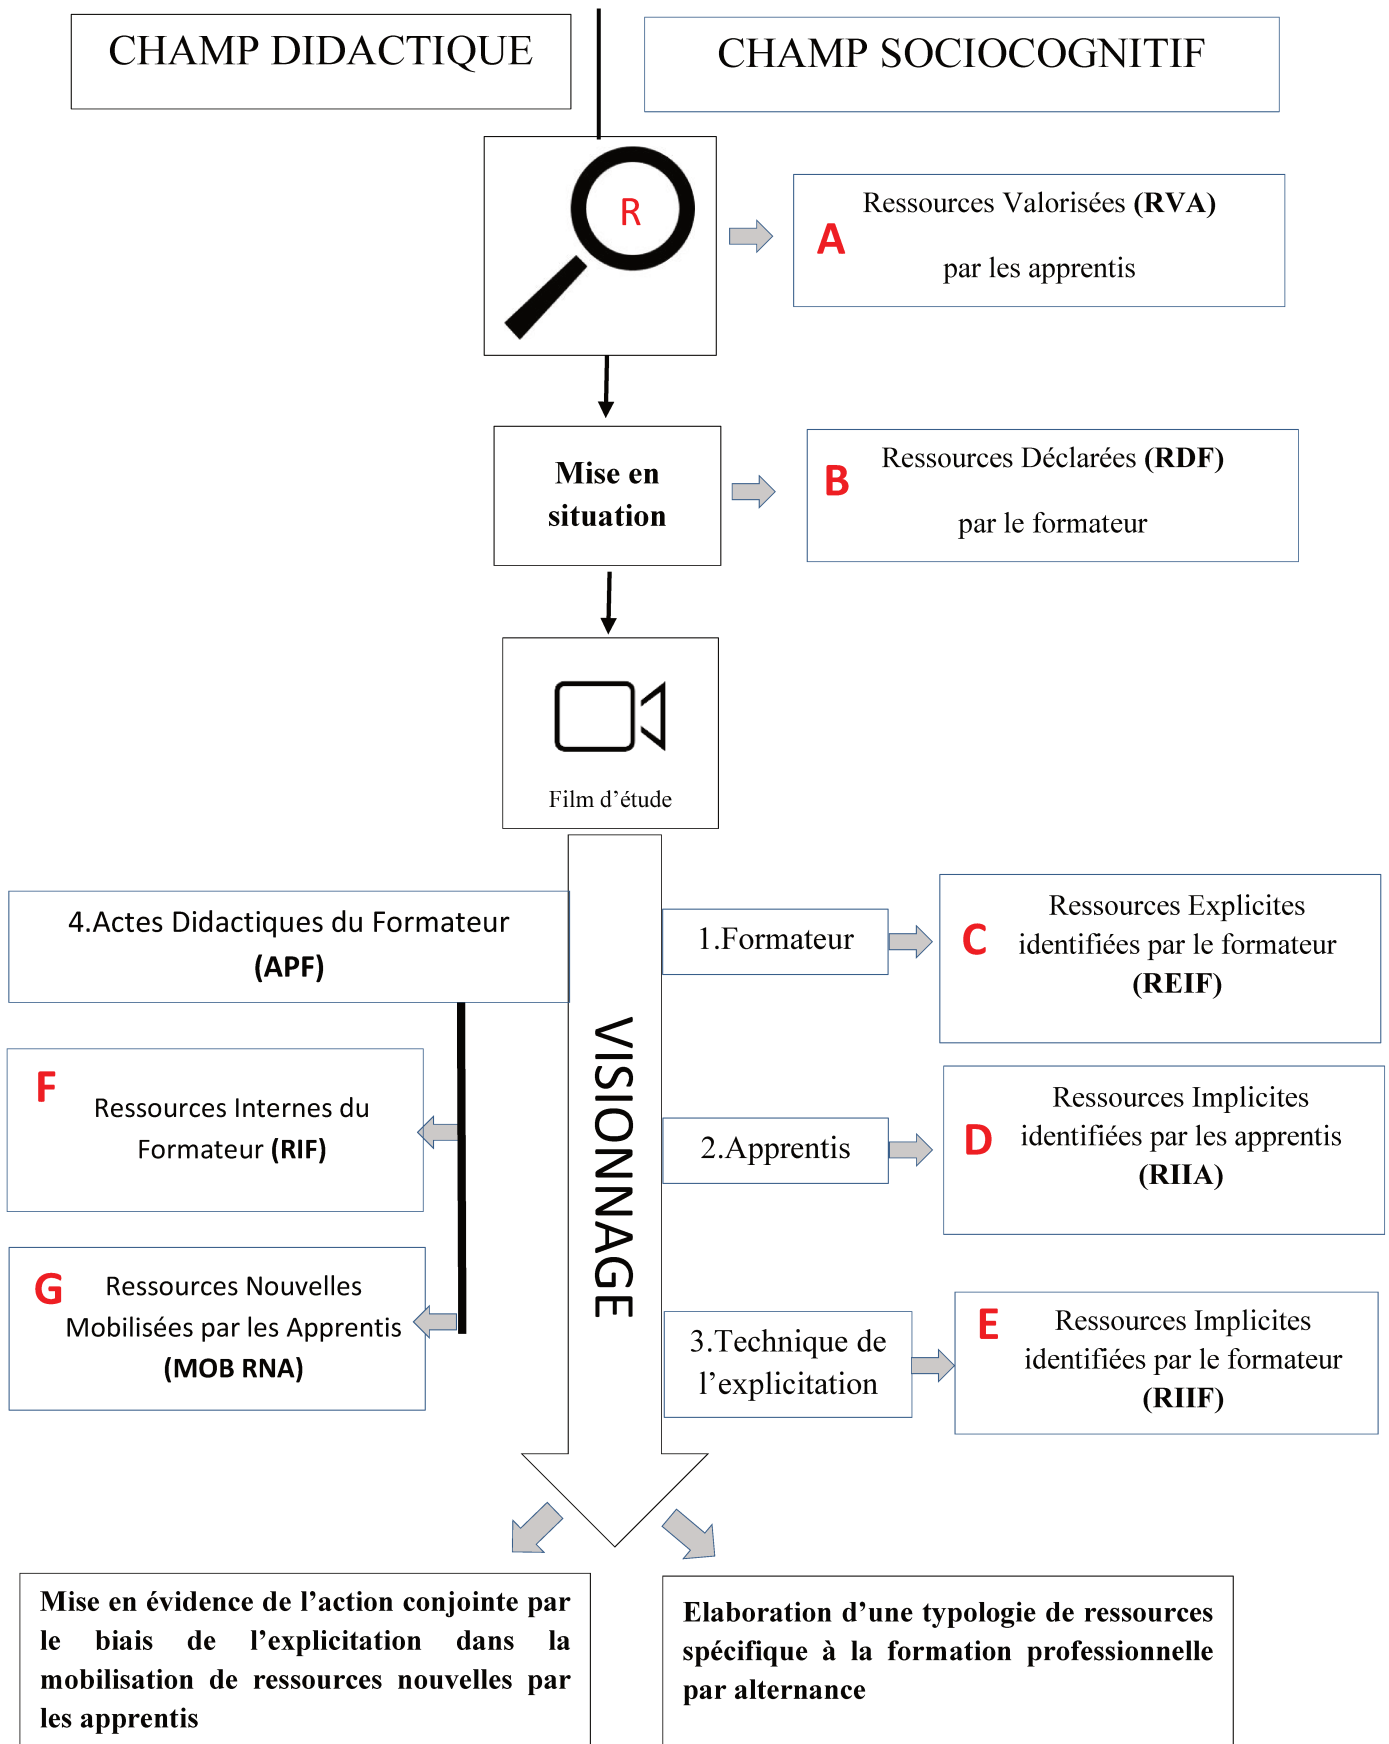 CHAMP DIDACTIQUE
CHAMP SOCIOCOGNITIF
R
A
Ressources Valorisées (RVA)
par les apprentis
Mise en
situation
B
Ressources Déclarées (RDF)
par le formateur
Film d’étude
VISIONNAGE
1.Formateur
C
Ressources Explicites
identifiées par le formateur
(REIF)
2.Apprentis
D
Ressources Implicites
identifiées par les apprentis
(RIIA)
3.Technique de
l’explicitation
E
Ressources Implicites
identifiées par le formateur
(RIIF)
4.Actes Didactiques du Formateur
(APF)
F
Ressources Internes du
Formateur (RIF)
G
Ressources Nouvelles
Mobilisées par les Apprentis
(MOB RNA)
Mise en évidence de l’action conjointe par
le biais de l’explicitation dans la
mobilisation de ressources nouvelles par
les apprentis
Elaboration d’une typologie de ressources
spécifique à la formation professionnelle
par alternance